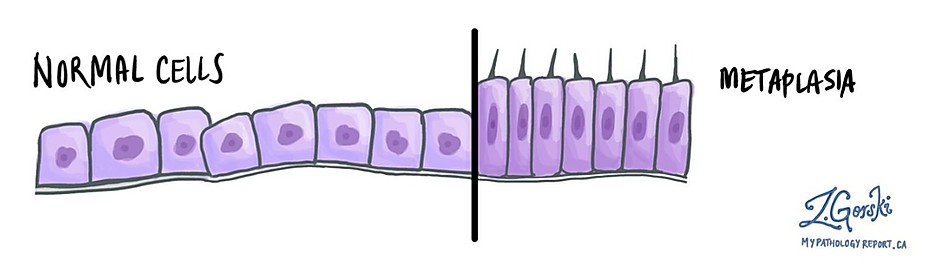 NORMAL CELLS
METAPLASIA
Z.Gorski
MYPATHOLOGYREPORT.CA